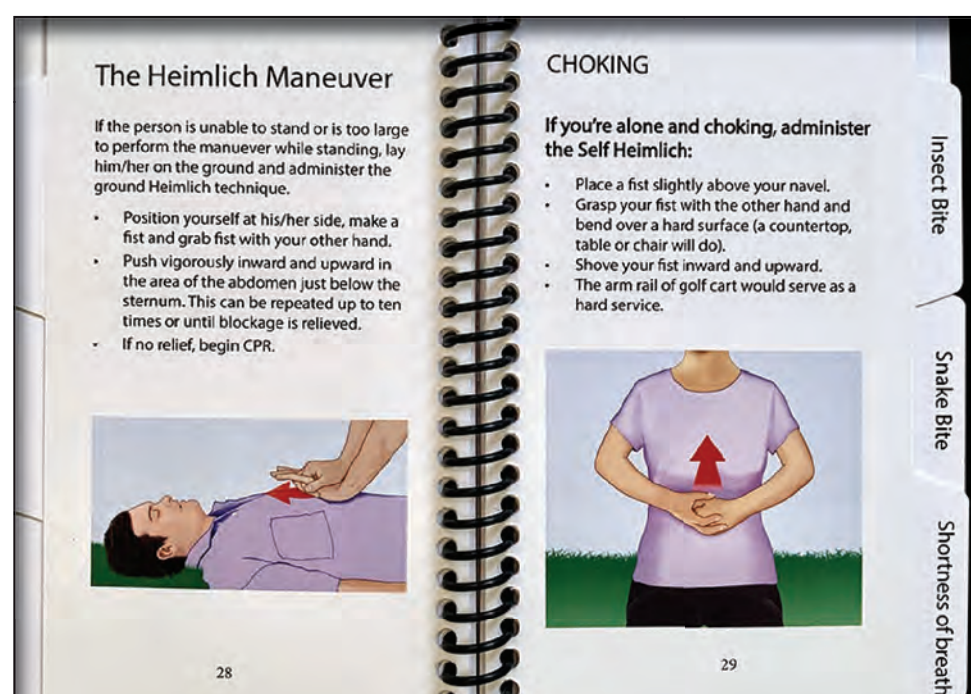 The Heimlich Maneuver
If the person is unable to stand or is too large
to perform the manuever while standing, lay
him/her on the ground and administer the
ground Heimlich technique.
• Position yourself at his/her side, make a
fist and grab fist with your other hand.
• Push vigorously inward and upward in
the area of the abdomen just below the
sternum. This can be repeated up to ten
times or until blockage is relieved.
• If no relief, begin CPR.
28
CHOKING
If you're alone and choking, administer
the Self Heimlich:
• Place a fist slightly above your navel.
• Grasp your fist with the other hand and
bend over a hard surface (a countertop,
table or chair will do).
• Shove your fist inward and upward.
• The arm rail of golf cart would serve as a
hard service.
29
Insect Bite
Snake Bite
Shortness of breath